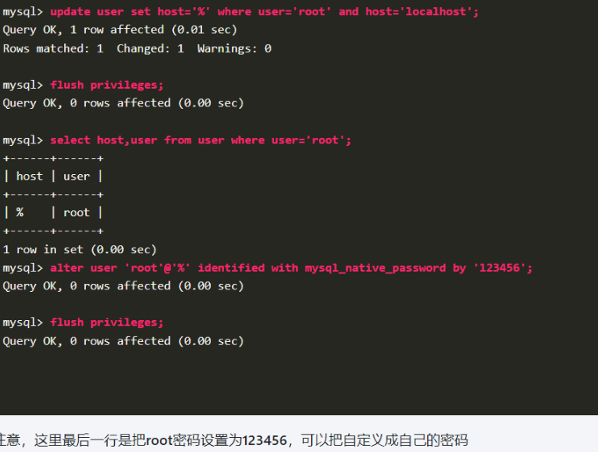 mysql> update user set host='%' where user='root' and host='localhost';
Query OK, 1 row affected (0.01 sec)
Rows matched: 1  Changed: 1  Warnings: 0
mysql> flush privileges;
Query OK, 0 rows affected (0.00 sec)
mysql> select host,user from user where user='root';
+------+------+
| host | user |
+------+------+
| %    | root |
+------+------+
1 row in set (0.00 sec)
mysql> alter user 'root'@'%' identified with mysql_native_password by '123456';
Query OK, 0 rows affected (0.00 sec)
mysql> flush privileges;
Query OK, 0 rows affected (0.00 sec)
注意，这里最后一行是把root密码设置为123456，可以把自定义成自己的密码